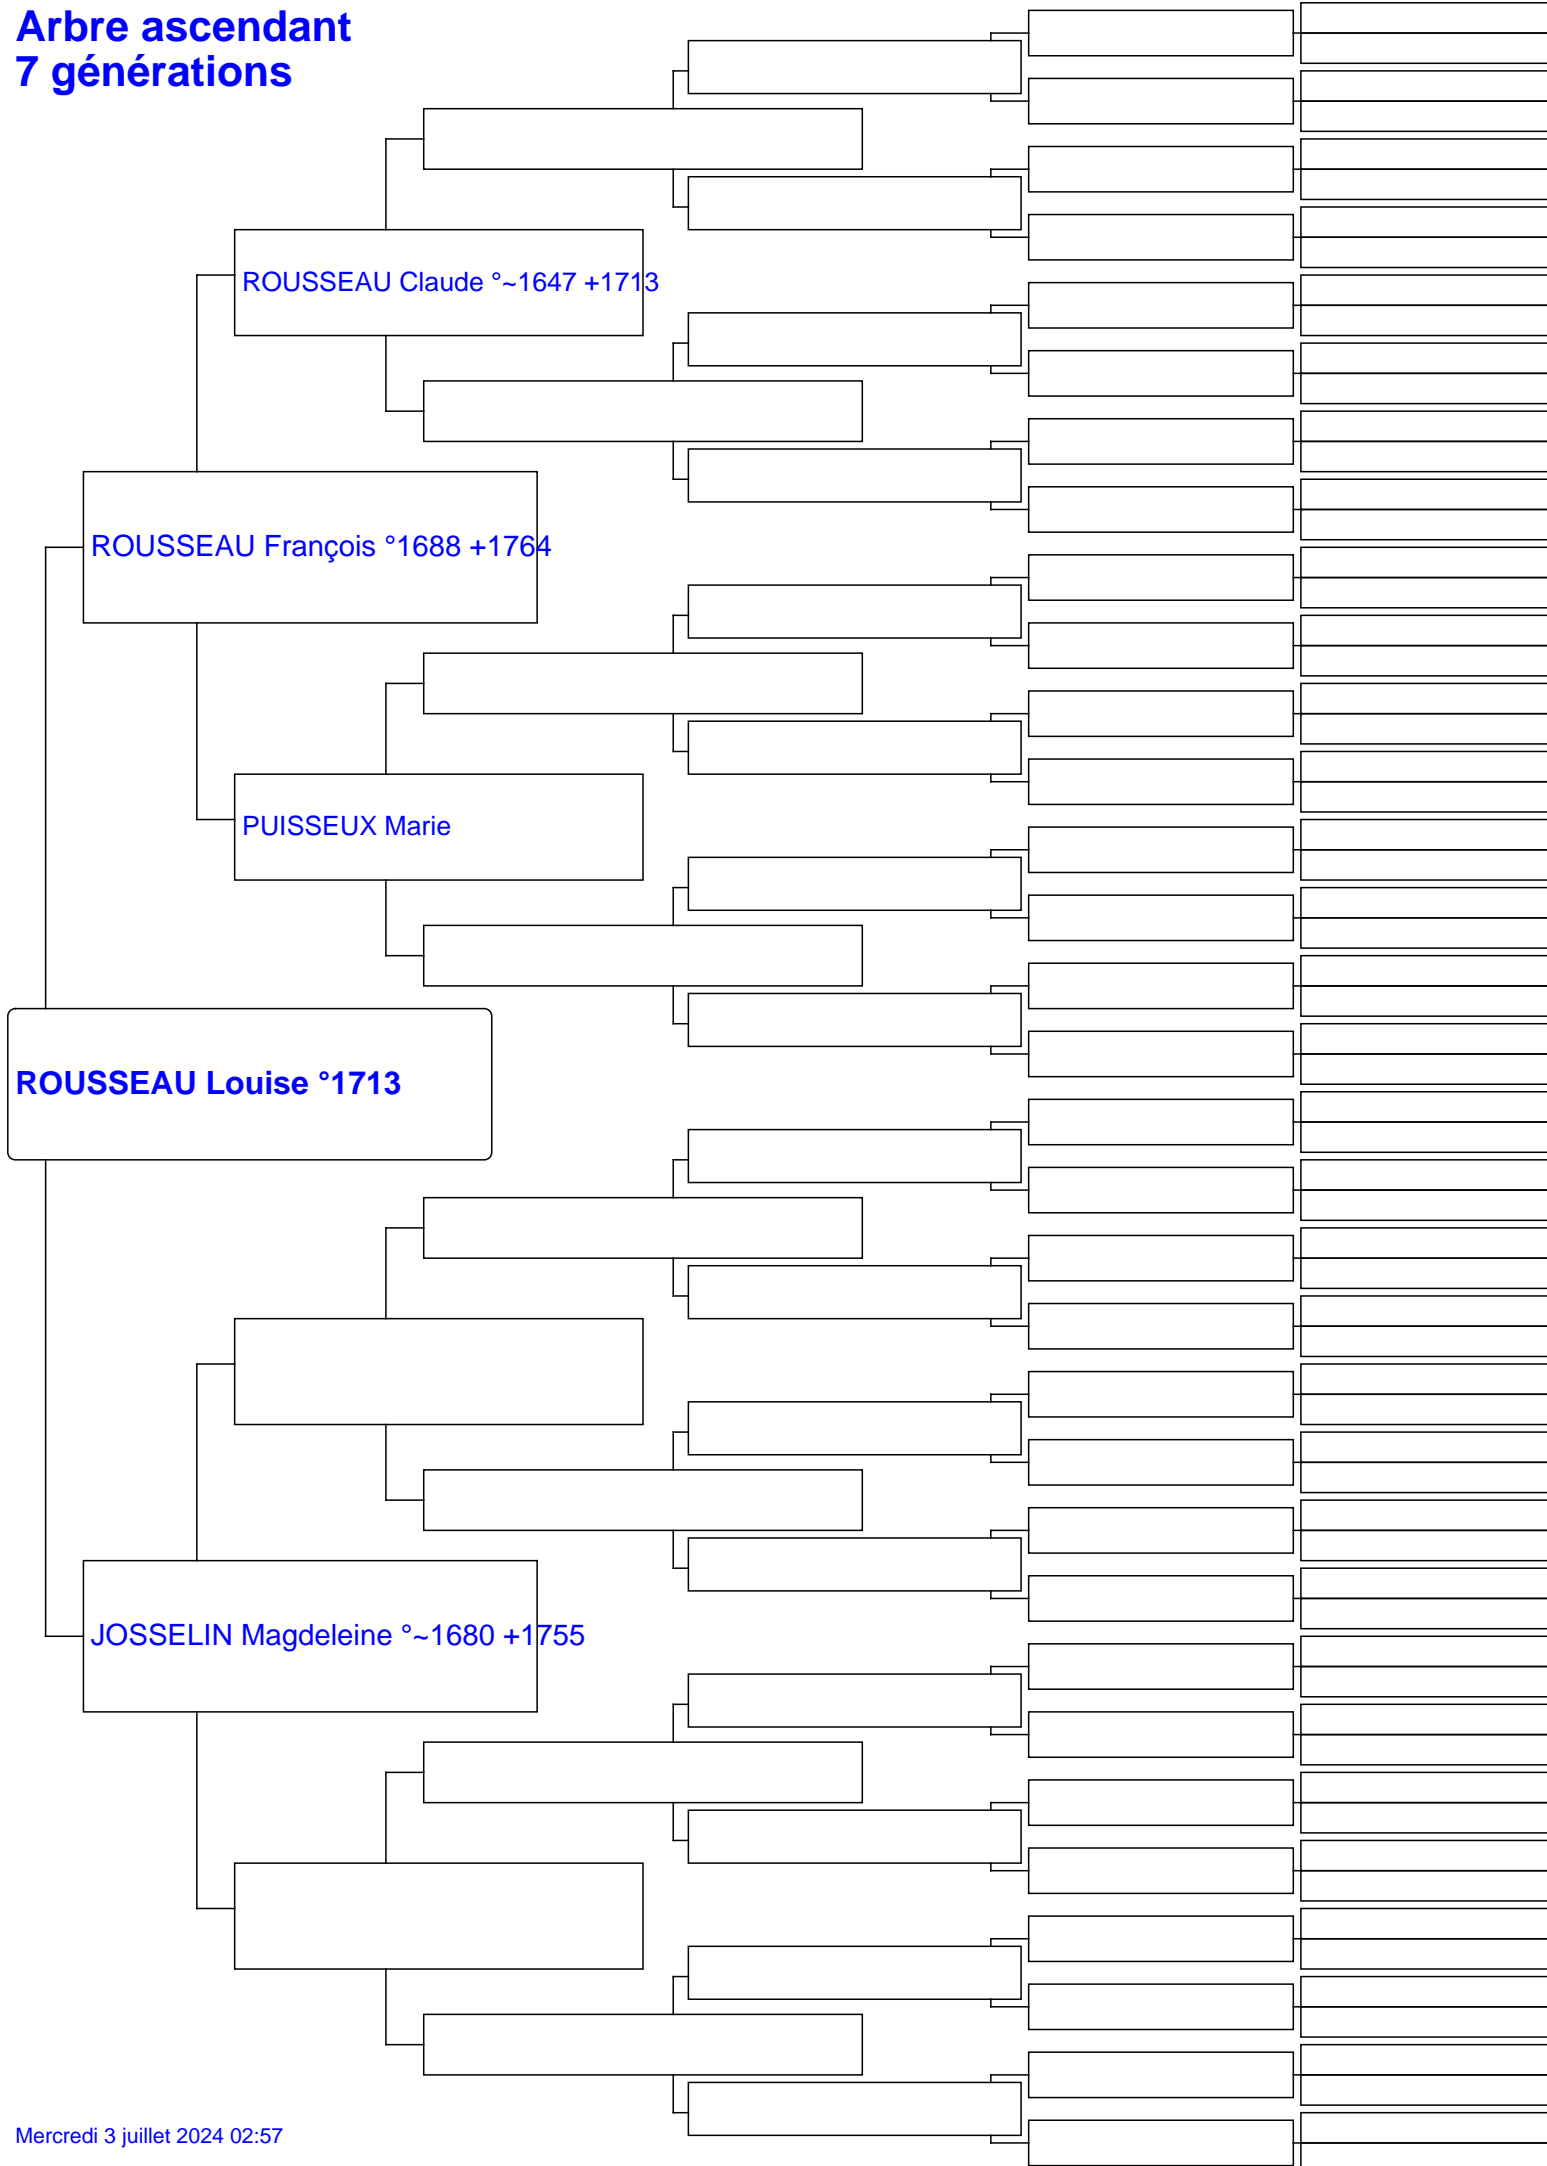 Arbre ascendant
7 générations
ROUSSEAU Claude °~1647 +1713
ROUSSEAU François °1688 +1764
PUISSEUX Marie
ROUSSEAU Louise °1713
JOSSELIN Magdeleine °~1680 +1755
Mercredi 3 juillet 2024 02:57